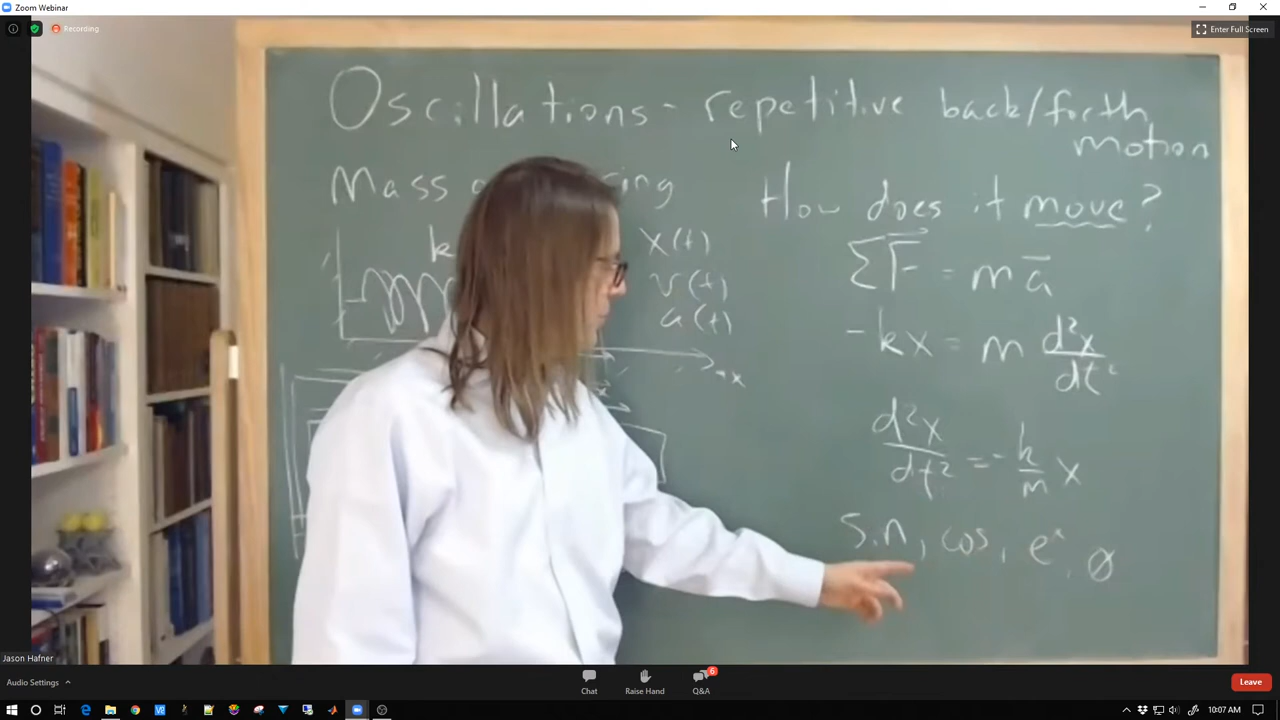 Zoom Webinar
Recording
Enter Full Screen
Oscillations - repetitive back/forth
motion
Mass
How does it move?
k
x(t)
v(t)
a(t)
ΣF = ma
-kx = m d²x/dt²
+x
d²x/dt² = -k/m x
sin, cos, eˣ, ø
Jason Hafner
Audio Settings
Chat
Raise Hand
Q&A
6
Leave
10:07 AM